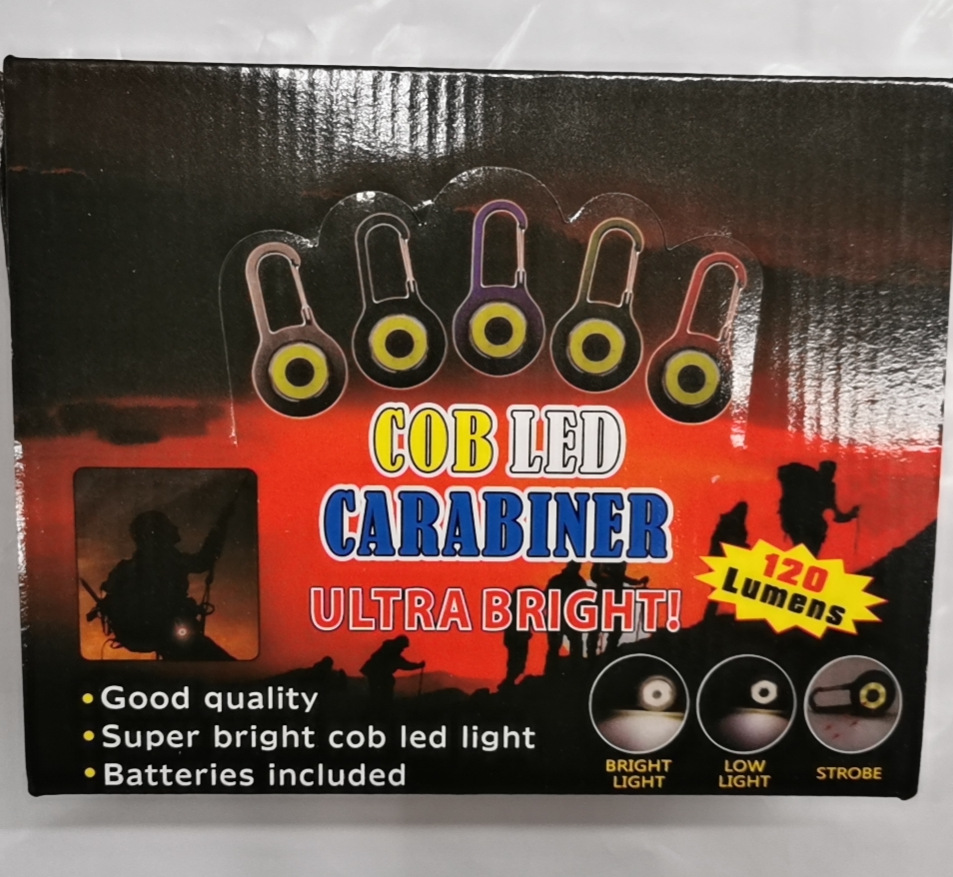 COB LED
CARABINER
ULTRA BRIGHT!
120
Lumens
• Good quality
• Super bright cob led light
• Batteries included
BRIGHT
LIGHT
LOW
LIGHT
STROBE